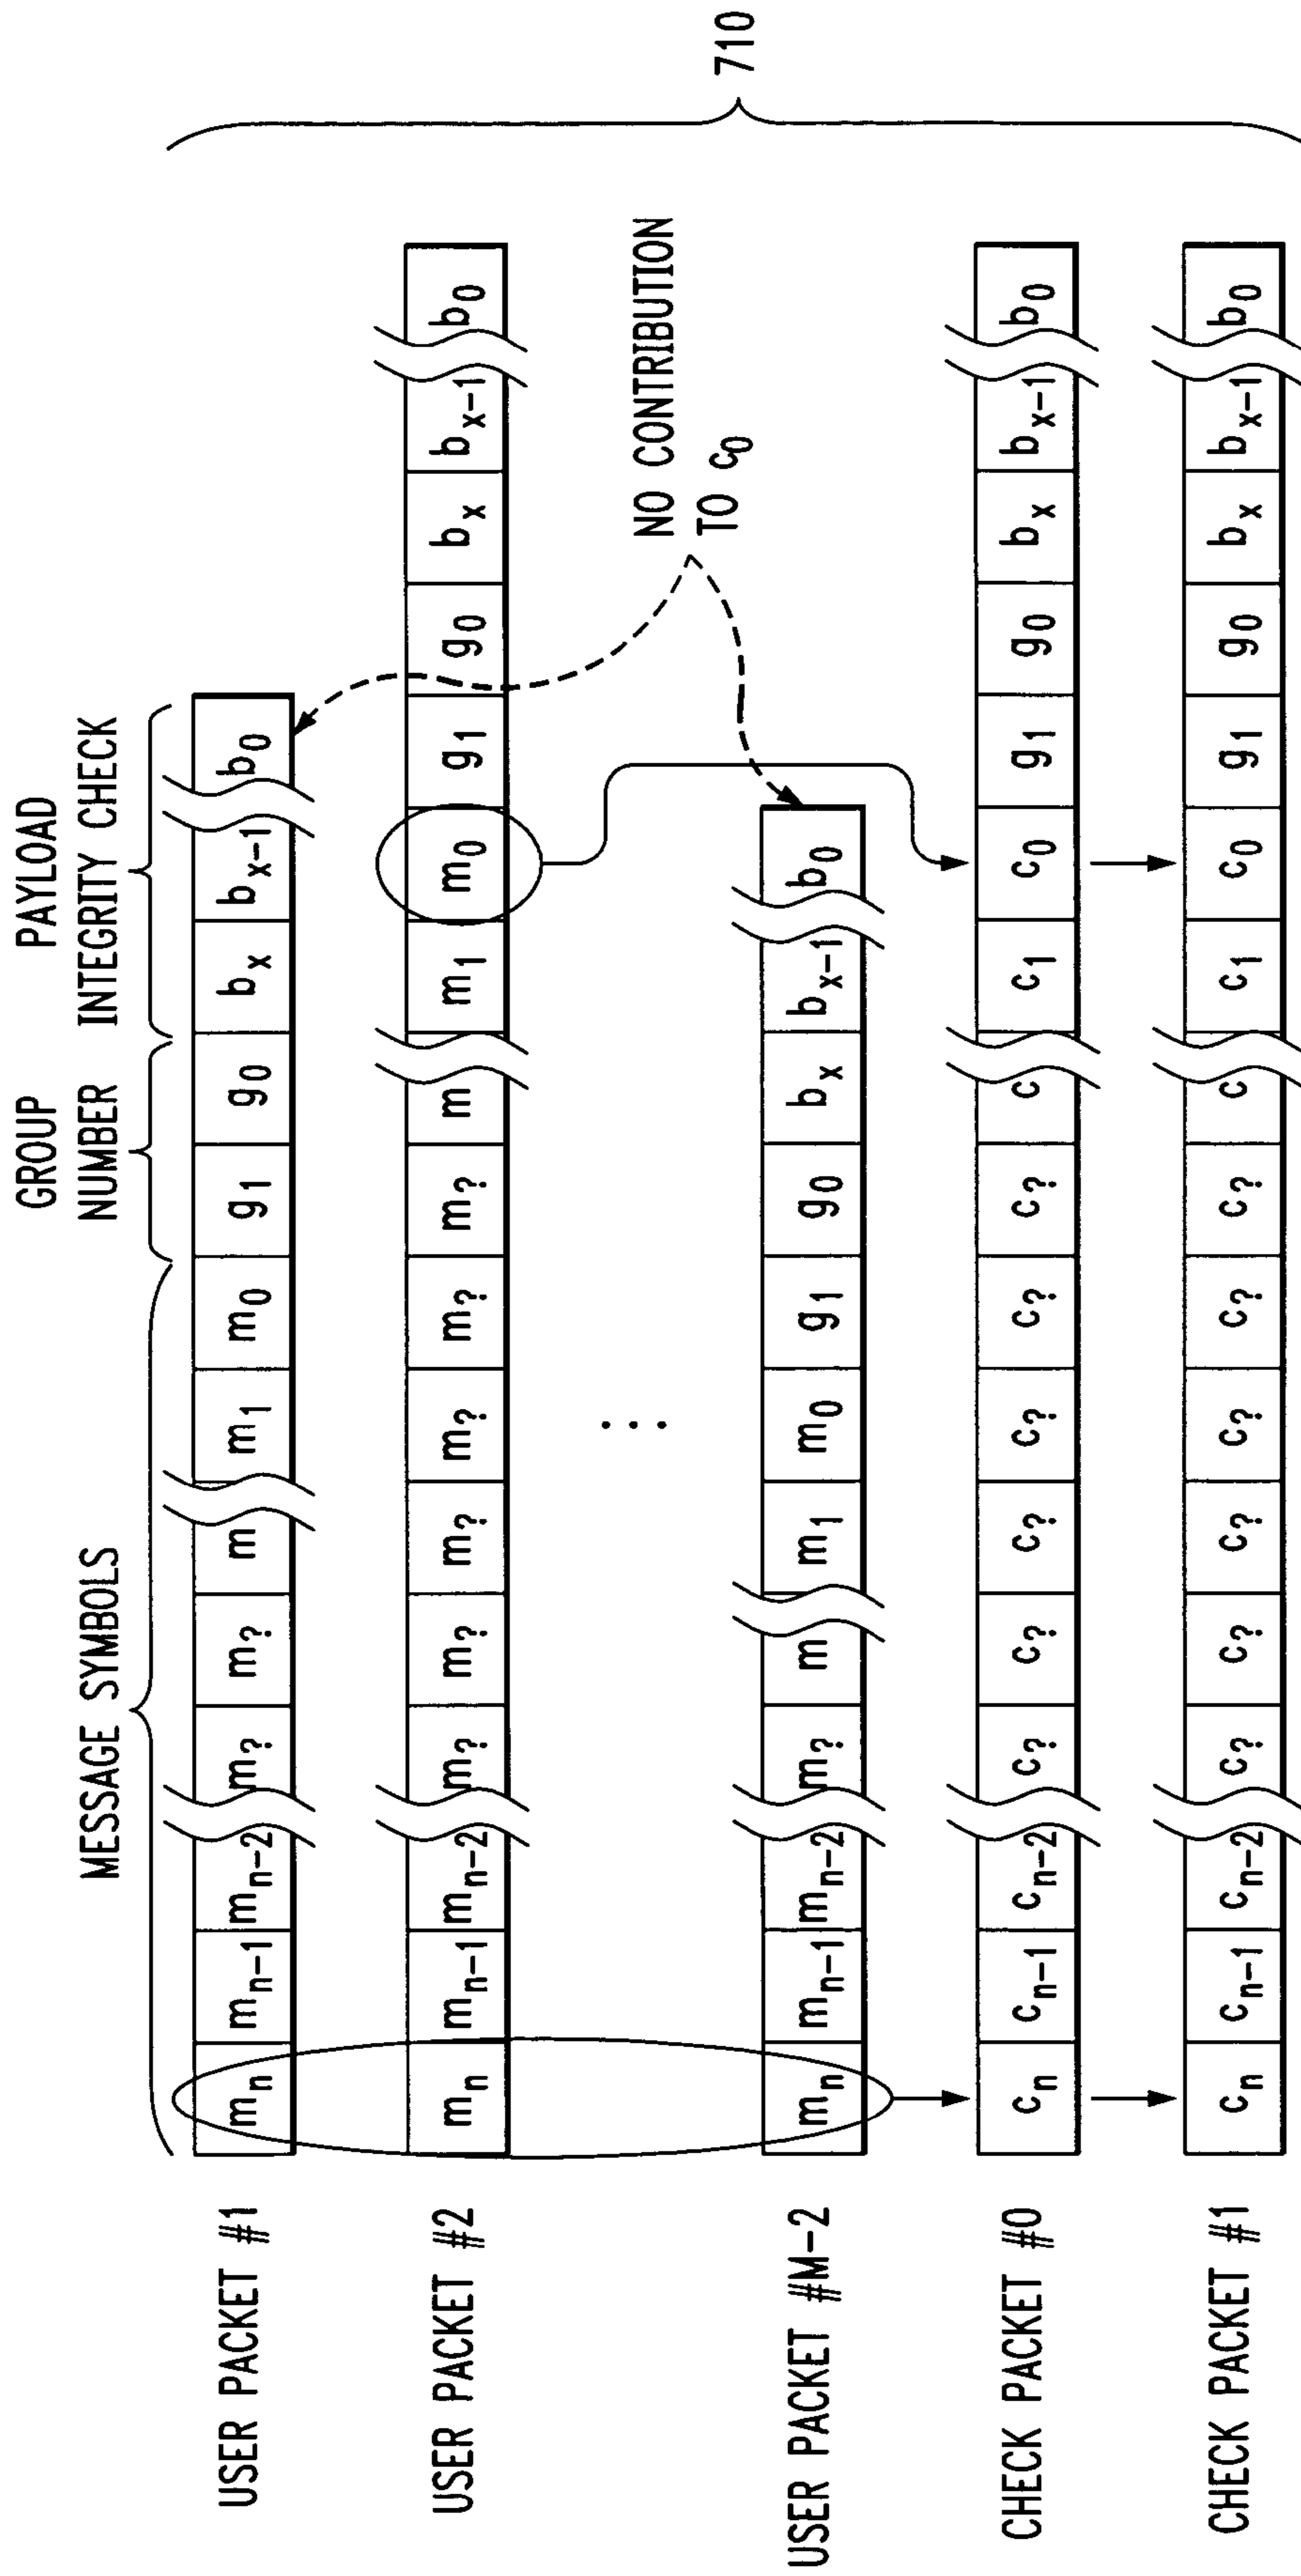 MESSAGE SYMBOLS
GROUP
NUMBER
PAYLOAD
INTEGRITY CHECK
USER PACKET #1
mn mn-1 mn-2 m? m? m m1 m0 g1 g0 bx bx-1 b0
USER PACKET #2
mn mn-1 mn-2 m? m? m? m? m? m? m m1 m0 g1 g0 bx bx-1 b0
...
NO CONTRIBUTION
TO c0
USER PACKET #M-2
mn mn-1 mn-2 m? m m1 m0 g1 g0 bx bx-1 b0
CHECK PACKET #0
cn cn-1 cn-2 c? c? c? c? c? c? c c1 c0 g1 g0 bx bx-1 b0
CHECK PACKET #1
cn cn-1 cn-2 c? c? c? c? c? c? c c1 c0 g1 g0 bx bx-1 b0
710